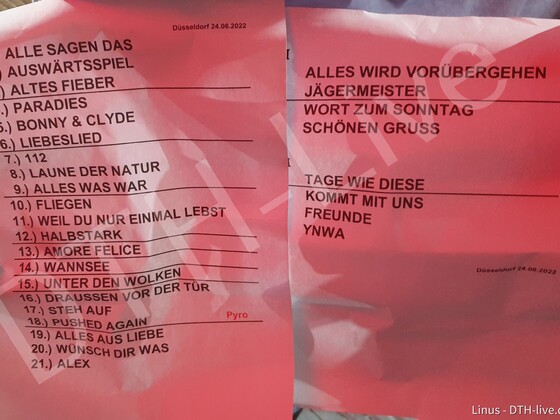 Düsseldorf 24.06.2022
ALLE SAGEN DAS
) AUSWÄRTSSPIEL
) ALTES FIEBER
.) PARADIES
5.) BONNY & CLYDE
6.) LIEBESLIED
7.) 112
8.) LAUNE DER NATUR
9.) ALLES WAS WAR
10.) FLIEGEN
11.) WEIL DU NUR EINMAL LEBST
12.) HALBSTARK
13.) AMORE FELICE
14.) WANNSEE
15.) UNTER DEN WOLKEN
16.) DRAUSSEN VOR DER TÜR
17.) STEH AUF
18.) PUSHED AGAIN Pyro
19.) ALLES AUS LIEBE
20.) WÜNSCH DIR WAS
21.) ALEX
ALLES WIRD VORÜBERGEHEN
JÄGERMEISTER
WORT ZUM SONNTAG
SCHÖNEN GRUSS
TAGE WIE DIESE
KOMMT MIT UNS
FREUNDE
YNWA
Düsseldorf 24.06.2022
DTH-Live
Linus - DTH-live.